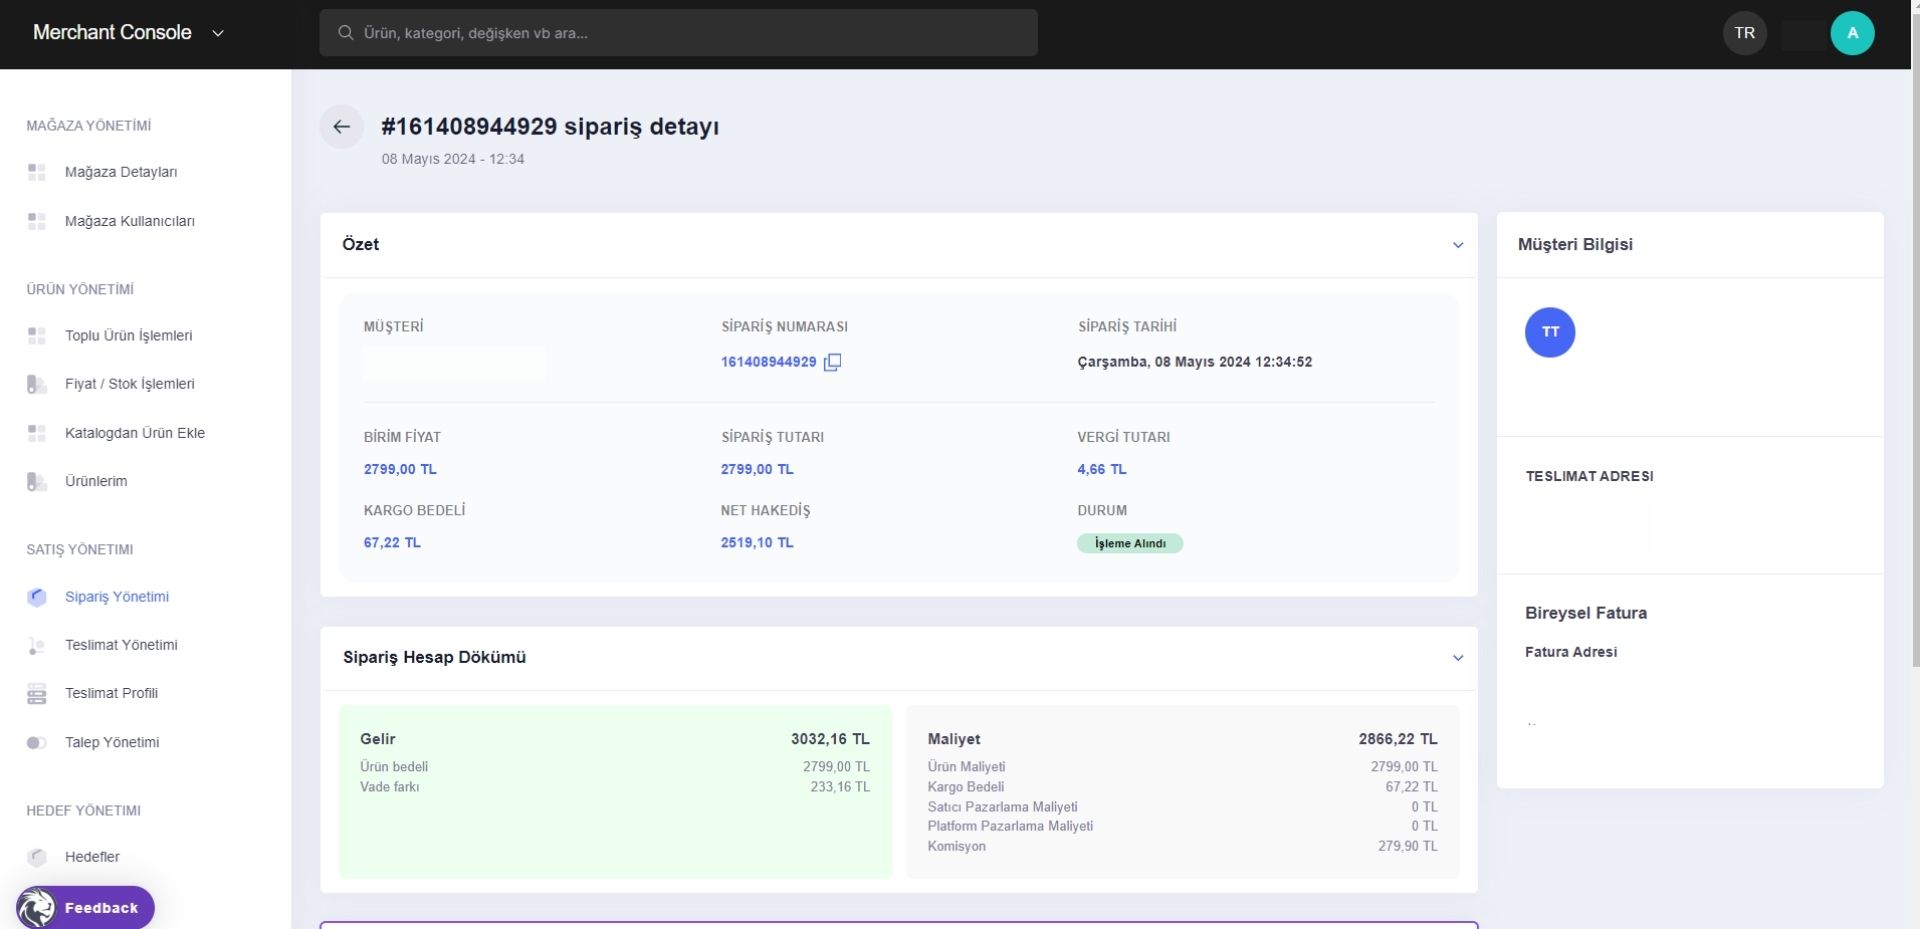 Merchant Console
Ürün, kategori, değişken vb ara...
TR
A
MAĞAZA YÖNETİMİ
Mağaza Detayları
Mağaza Kullanıcıları
ÜRÜN YÖNETİMİ
Toplu Ürün İşlemleri
Fiyat / Stok İşlemleri
Katalogdan Ürün Ekle
Ürünlerim
SATIŞ YÖNETIMI
Sipariş Yönetimi
Teslimat Yönetimi
Teslimat Profili
Talep Yönetimi
HEDEF YÖNETIMI
Hedefler
Feedback
#161408944929 sipariş detayı
08 Mayıs 2024 - 12:34
Özet
MÜŞTERİ
SİPARİŞ NUMARASI
161408944929
SİPARİŞ TARİHİ
Çarşamba, 08 Mayıs 2024 12:34:52
BİRİM FİYAT
2799,00 TL
SİPARİŞ TUTARI
2799,00 TL
VERGİ TUTARI
4,66 TL
KARGO BEDELİ
67,22 TL
NET HAKEDİŞ
2519,10 TL
DURUM
İşleme Alındı
Sipariş Hesap Dökümü
Gelir 3032,16 TL
Ürün bedeli 2799,00 TL
Vade farkı 233,16 TL
Maliyet 2866,22 TL
Ürün Maliyeti 2799,00 TL
Kargo Bedeli 67,22 TL
Satıcı Pazarlama Maliyeti 0 TL
Platform Pazarlama Maliyeti 0 TL
Komisyon 279,90 TL
Müşteri Bilgisi
TT
TESLIMAT ADRESI
Bireysel Fatura
Fatura Adresi